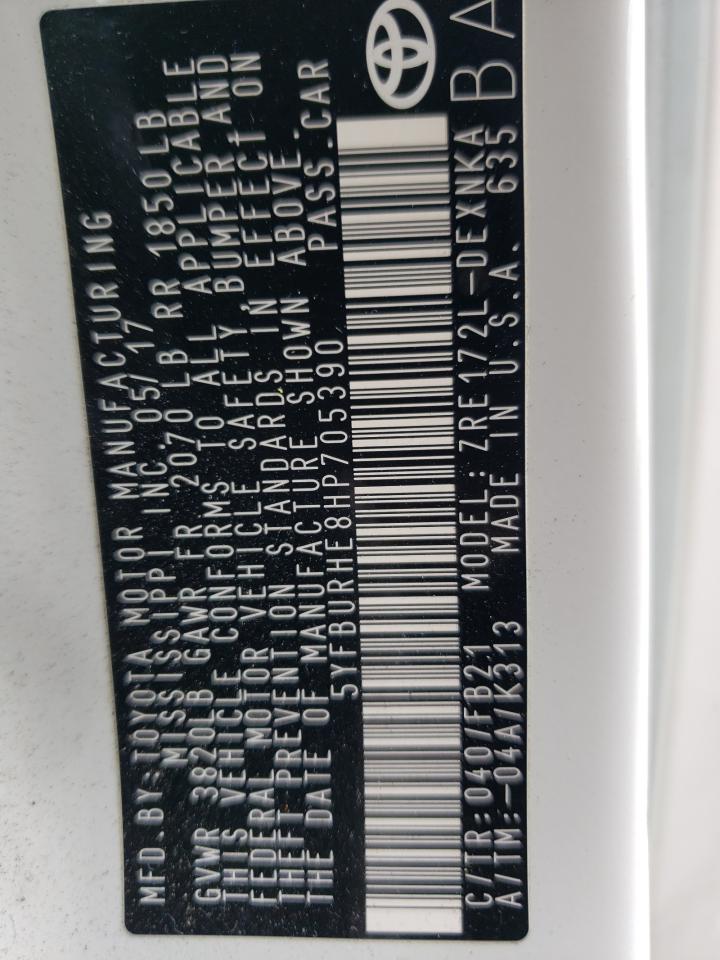 MFD.BY:TOYOTA MOTOR MANUFACTURING
MISSISSIPPI INC. 05/17
GVWR 3820LB GAWR FR 2070 LB RR 1850 LB
THIS VEHICLE CONFORMS TO ALL APPLICABLE
FEDERAL MOTOR VEHICLE SAFETY, BUMPER AND
THEFT PREVENTION STANDARDS IN EFFECT ON
THE DATE OF MANUFACTURE SHOWN ABOVE.
5YFBURHE8HP705390 PASS.CAR
C/TR: 040/FB21 MODEL: ZRE172L-DEXNKA
A/TM:-04A/K313 MADE IN U.S.A. 635
BA